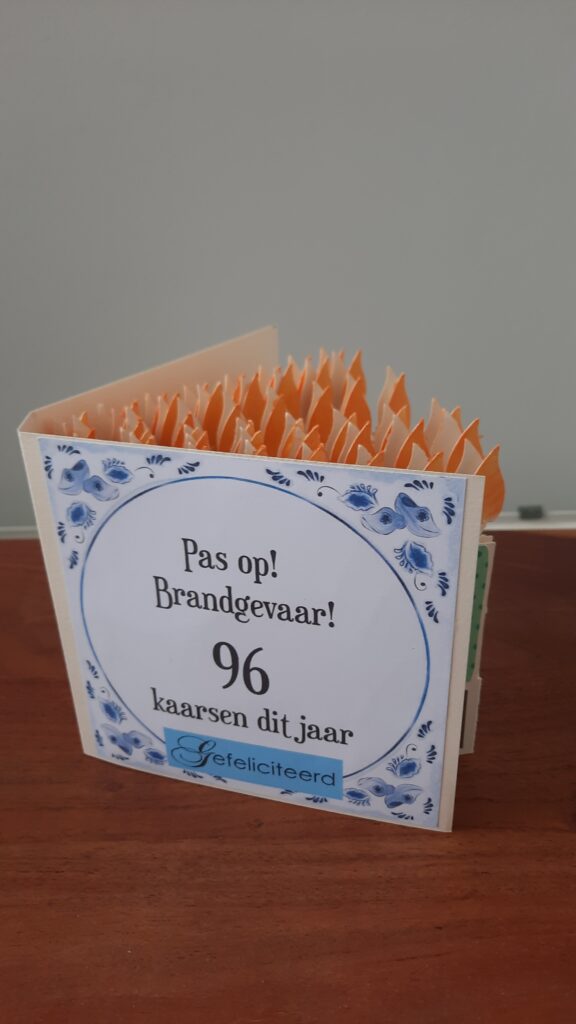 Pas op!
Brandgevaar!
96
kaarsen dit jaar
Gefeliciteerd